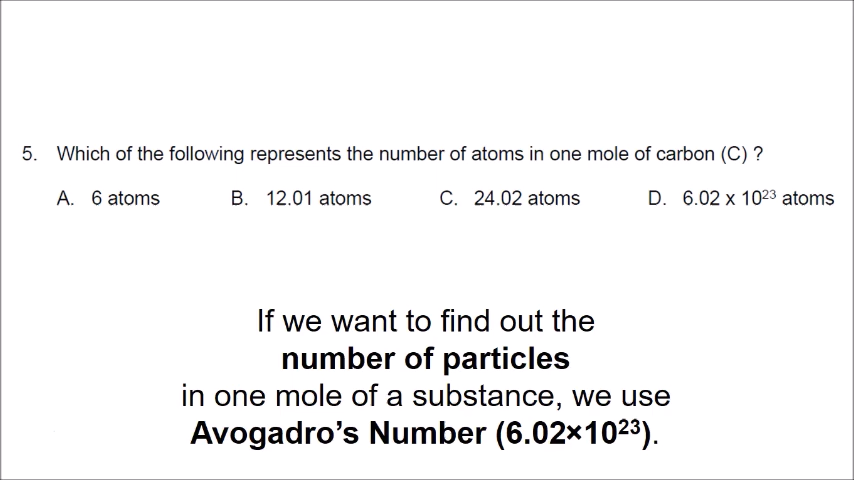 5. Which of the following represents the number of atoms in one mole of carbon (C) ?
A. 6 atoms B. 12.01 atoms C. 24.02 atoms D. 6.02 x 10²³ atoms
If we want to find out the
number of particles
in one mole of a substance, we use
Avogadro’s Number (6.02×10²³).